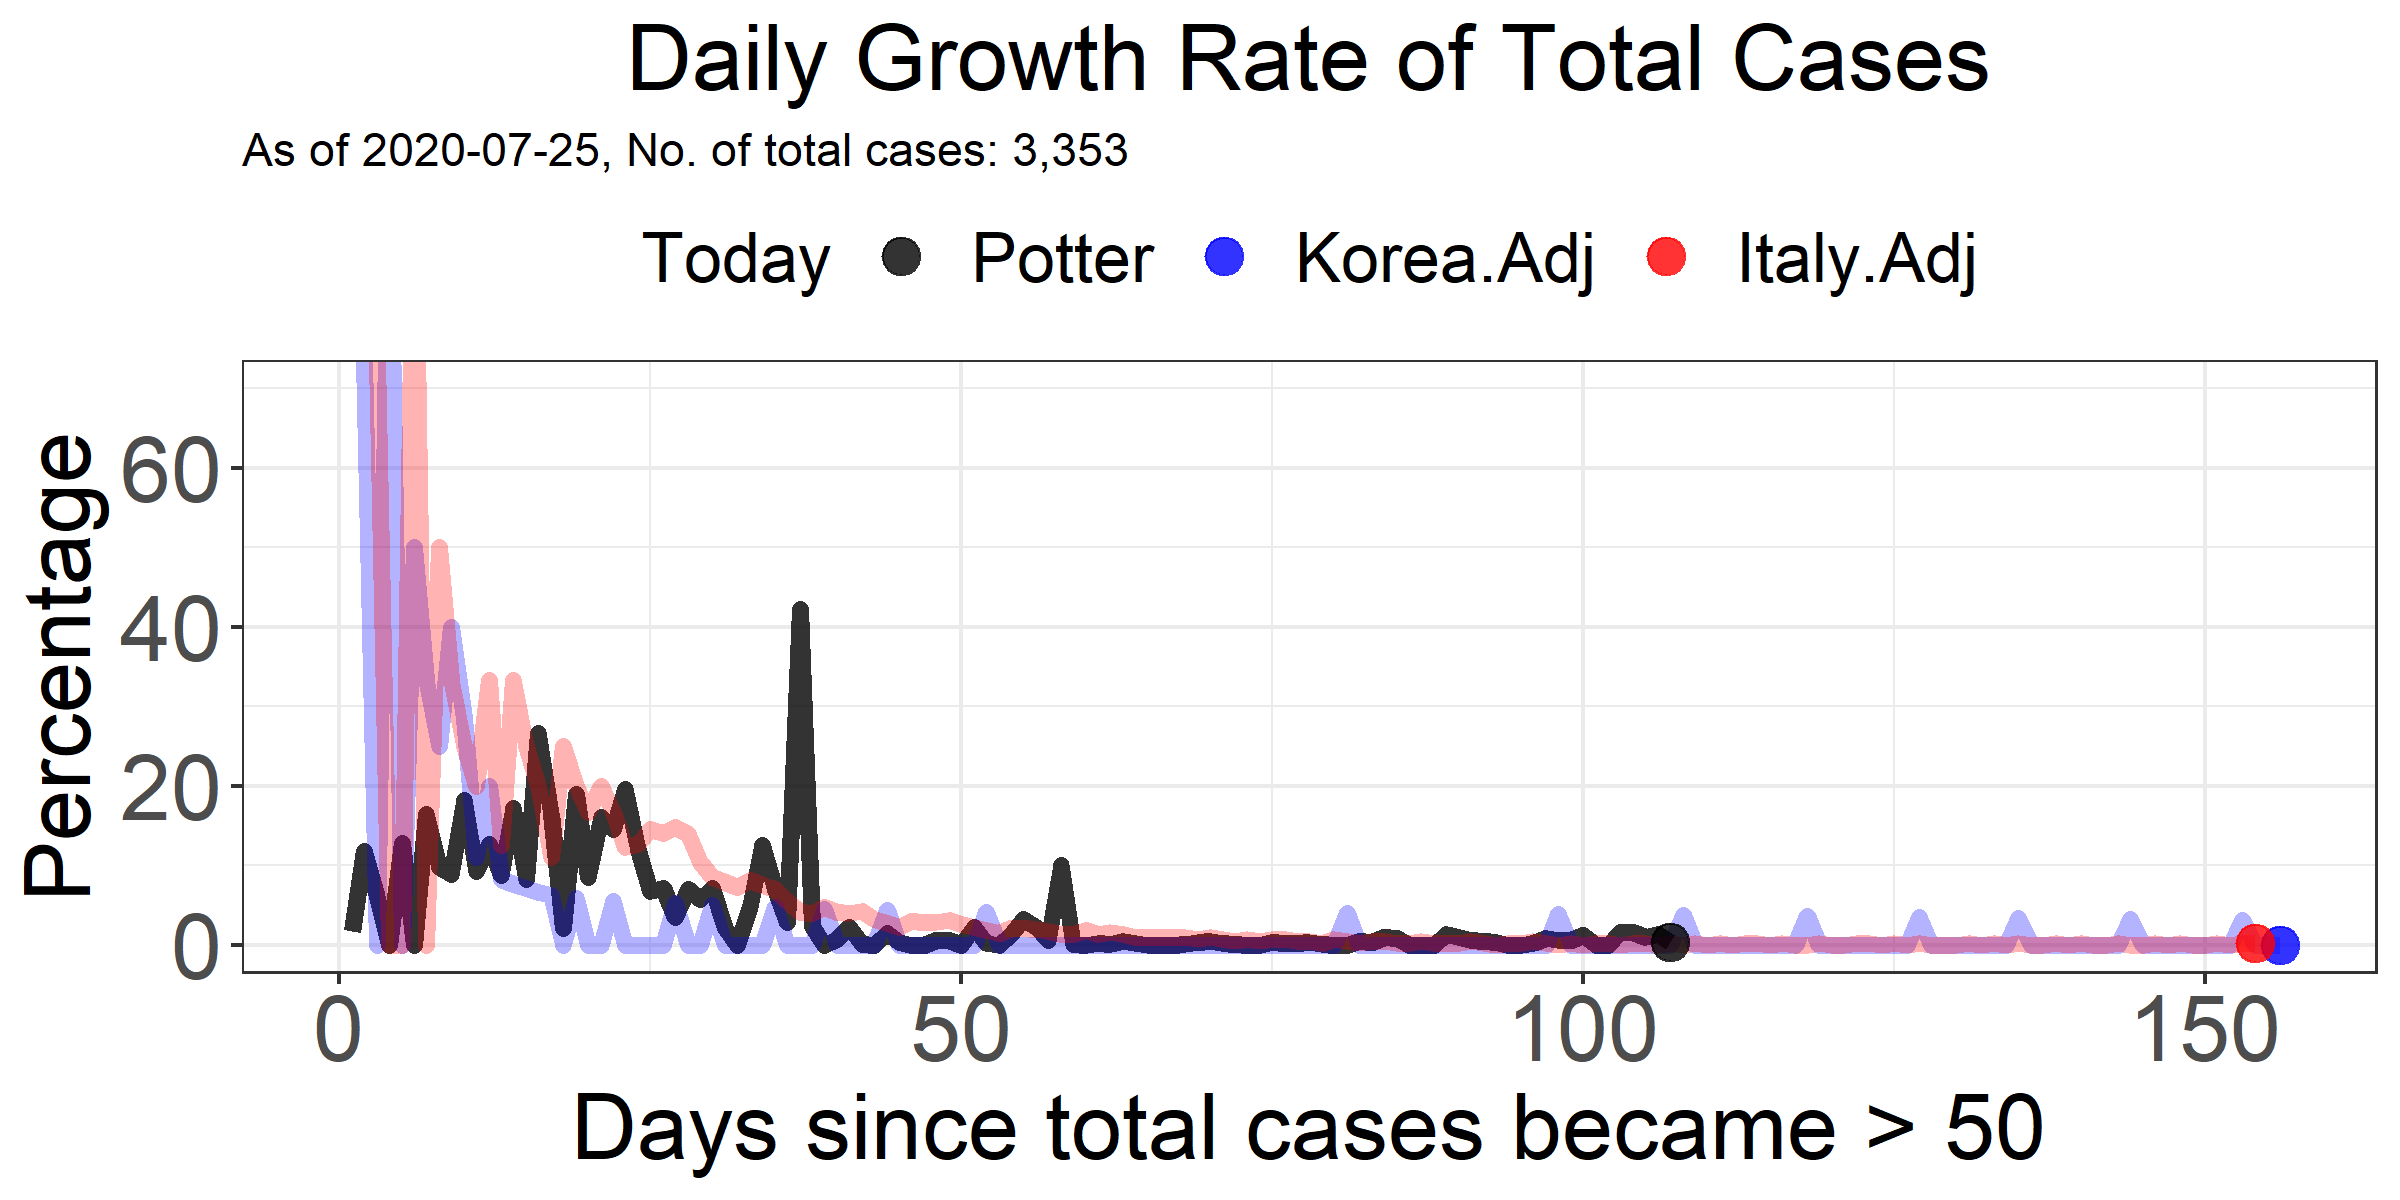 Daily Growth Rate of Total Cases
As of 2020-07-25, No. of total cases: 3,353
Today Potter Korea.Adj Italy.Adj
Percentage
60
40
20
0
0 50 100 150
Days since total cases became > 50